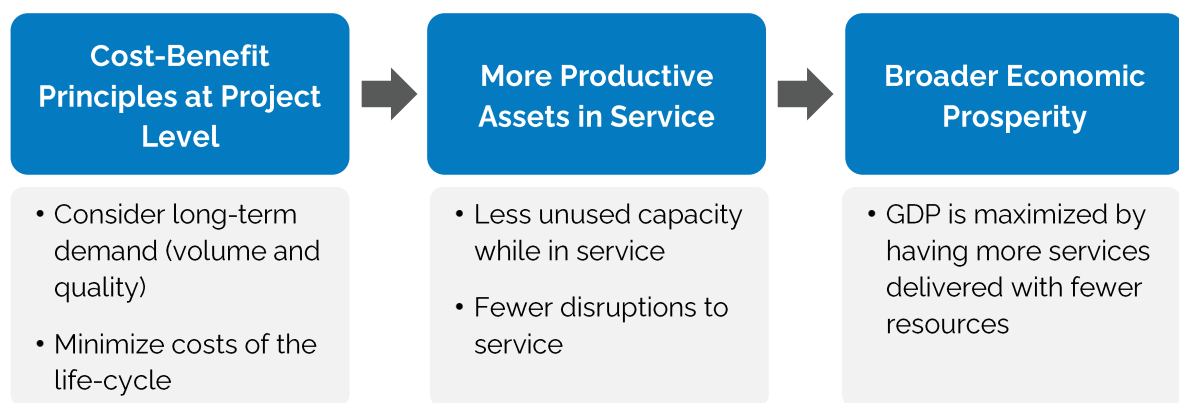 Cost-Benefit
Principles at Project
Level
• Consider long-term
demand (volume and
quality)
• Minimize costs of the
life-cycle
More Productive
Assets in Service
• Less unused capacity
while in service
• Fewer disruptions to
service
Broader Economic
Prosperity
• GDP is maximized by
having more services
delivered with fewer
resources